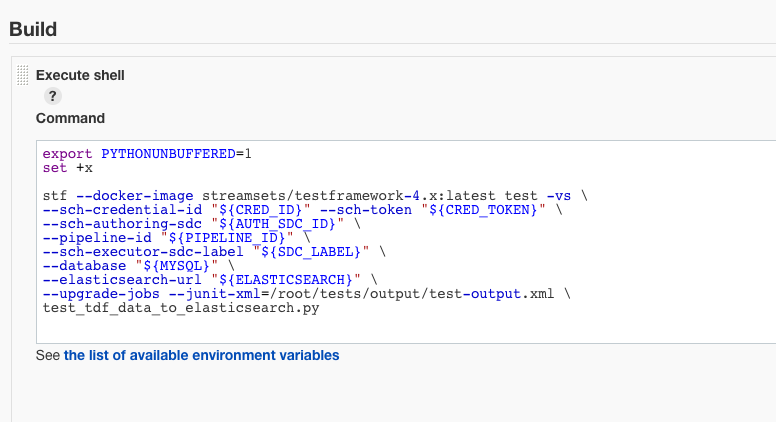 Build
Execute shell
?
Command
export PYTHONUNBUFFERED=1
set +x
stf --docker-image streamsets/testframework-4.x:latest test -vs \
--sch-credential-id "${CRED_ID}" --sch-token "${CRED_TOKEN}" \
--sch-authoring-sdc "${AUTH_SDC_ID}" \
--pipeline-id "${PIPELINE_ID}" \
--sch-executor-sdc-label "${SDC_LABEL}" \
--database "${MYSQL}" \
--elasticsearch-url "${ELASTICSEARCH}" \
--upgrade-jobs --junit-xml=/root/tests/output/test-output.xml \
test_tdf_data_to_elasticsearch.py
See the list of available environment variables